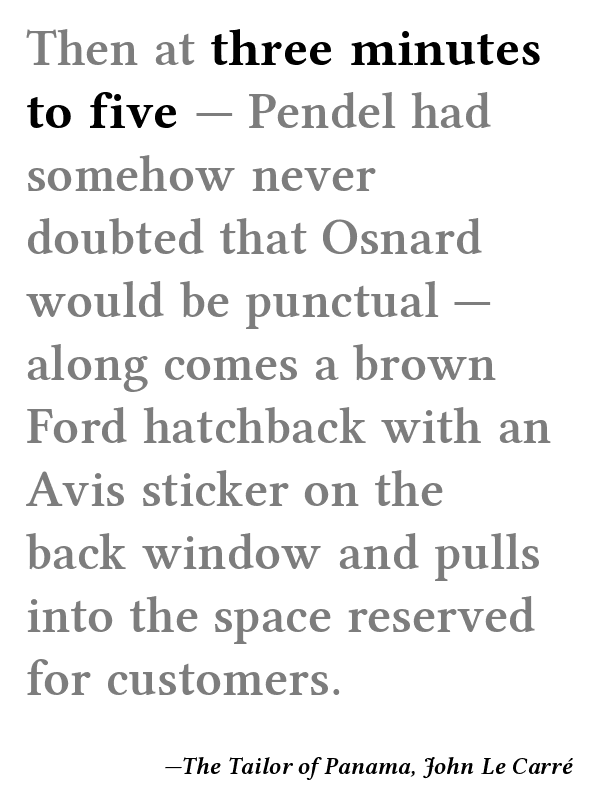 Then at three minutes
to five — Pendel had
somehow never
doubted that Osnard
would be punctual —
along comes a brown
Ford hatchback with an
Avis sticker on the
back window and pulls
into the space reserved
for customers.
—The Tailor of Panama, John Le Carré